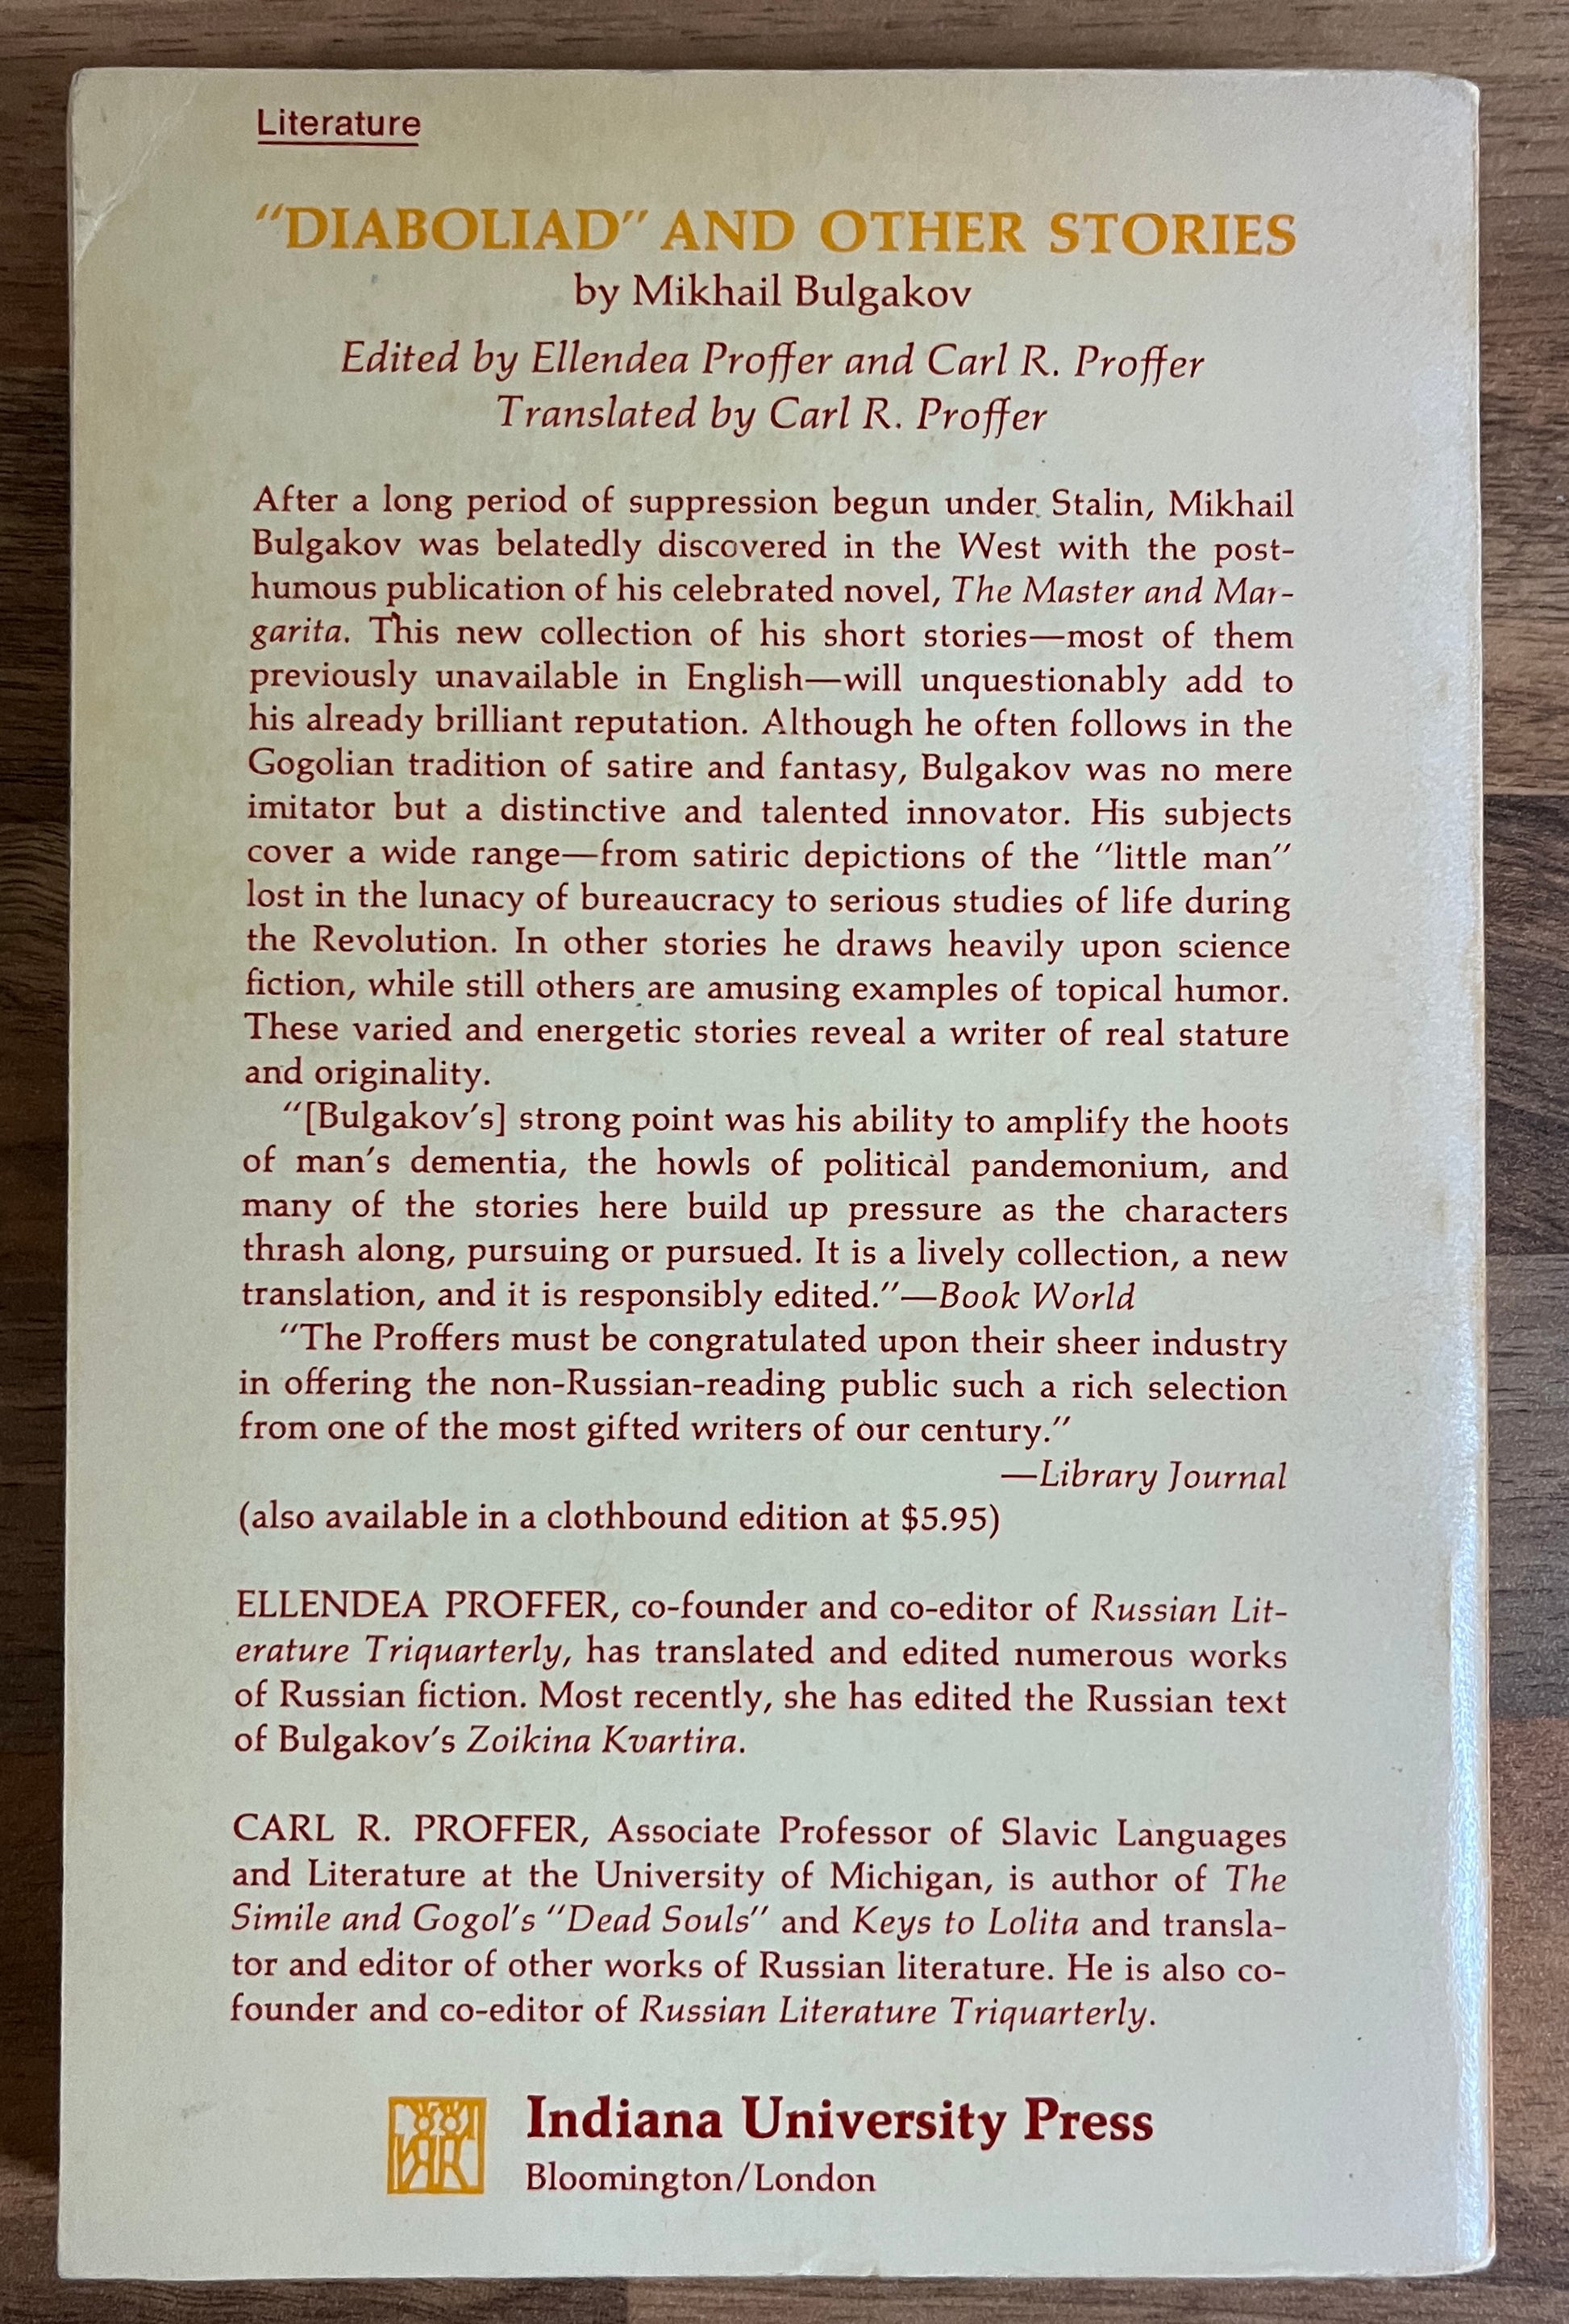 Literature
"DIABOLIAD" AND OTHER STORIES
by Mikhail Bulgakov
Edited by Ellendea Proffer and Carl R. Proffer
Translated by Carl R. Proffer
After a long period of suppression begun under Stalin, Mikhail
Bulgakov was belatedly discovered in the West with the post-
humous publication of his celebrated novel, The Master and Mar-
garita. This new collection of his short stories—most of them
previously unavailable in English—will unquestionably add to
his already brilliant reputation. Although he often follows in the
Gogolian tradition of satire and fantasy, Bulgakov was no mere
imitator but a distinctive and talented innovator. His subjects
cover a wide range—from satiric depictions of the "little man"
lost in the lunacy of bureaucracy to serious studies of life during
the Revolution. In other stories he draws heavily upon science
fiction, while still others are amusing examples of topical humor.
These varied and energetic stories reveal a writer of real stature
and originality.
"[Bulgakov's] strong point was his ability to amplify the hoots
of man's dementia, the howls of political pandemonium, and
many of the stories here build up pressure as the characters
thrash along, pursuing or pursued. It is a lively collection, a new
translation, and it is responsibly edited."—Book World
"The Proffers must be congratulated upon their sheer industry
in offering the non-Russian-reading public such a rich selection
from one of the most gifted writers of our century."
—Library Journal
(also available in a clothbound edition at $5.95)
ELLENDEA PROFFER, co-founder and co-editor of Russian Lit-
erature Triquarterly, has translated and edited numerous works
of Russian fiction. Most recently, she has edited the Russian text
of Bulgakov's Zoikina Kvartira.
CARL R. PROFFER, Associate Professor of Slavic Languages
and Literature at the University of Michigan, is author of The
Simile and Gogol's "Dead Souls" and Keys to Lolita and transla-
tor and editor of other works of Russian literature. He is also co-
founder and co-editor of Russian Literature Triquarterly.
Indiana University Press
Bloomington/London